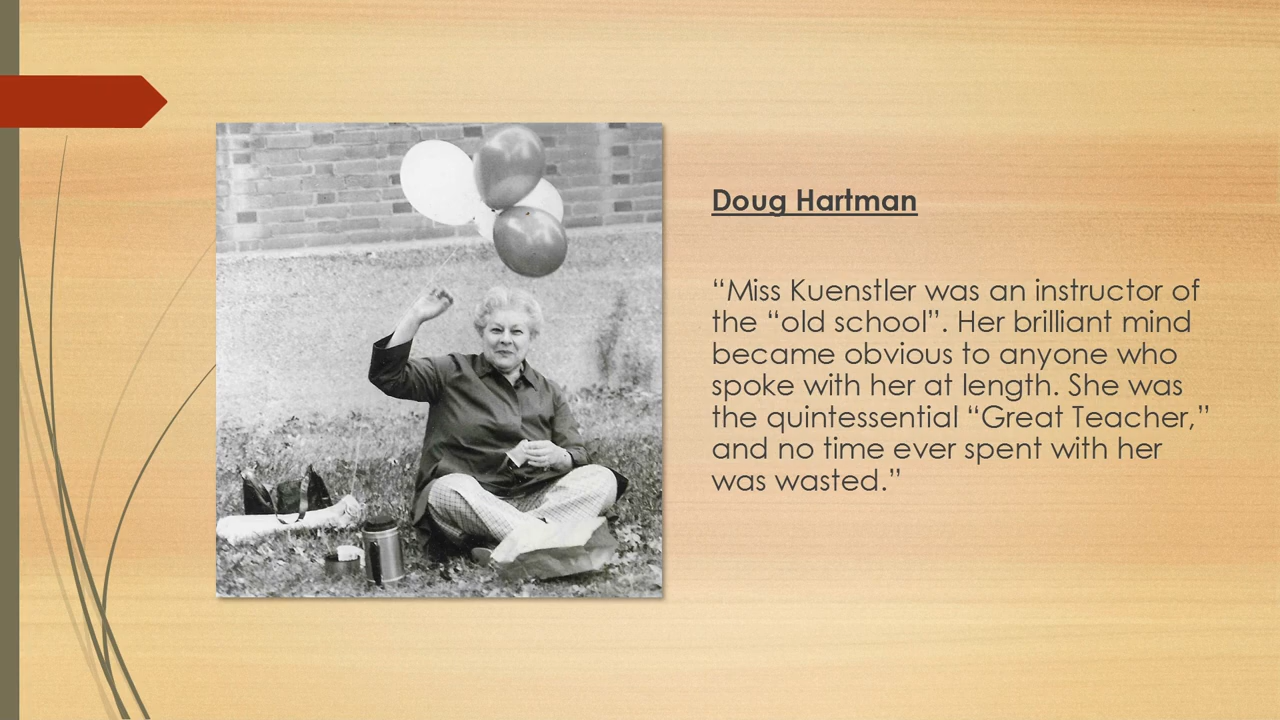 Doug Hartman
“Miss Kuenstler was an instructor of
the “old school”. Her brilliant mind
became obvious to anyone who
spoke with her at length. She was
the quintessential “Great Teacher,”
and no time ever spent with her
was wasted.”